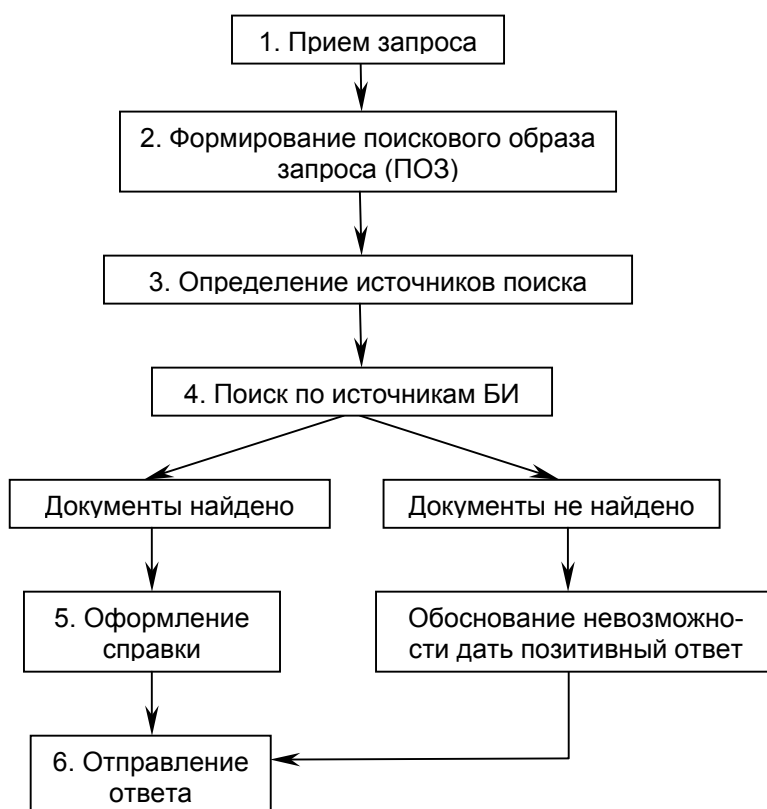 1. Прием запроса
2. Формирование поискового образа
запроса (ПОЗ)
3. Определение источников поиска
4. Поиск по источникам БИ
Документы найдено
Документы не найдено
5. Оформление
справки
Обоснование невозможно-
сти дать позитивный ответ
6. Отправление
ответа